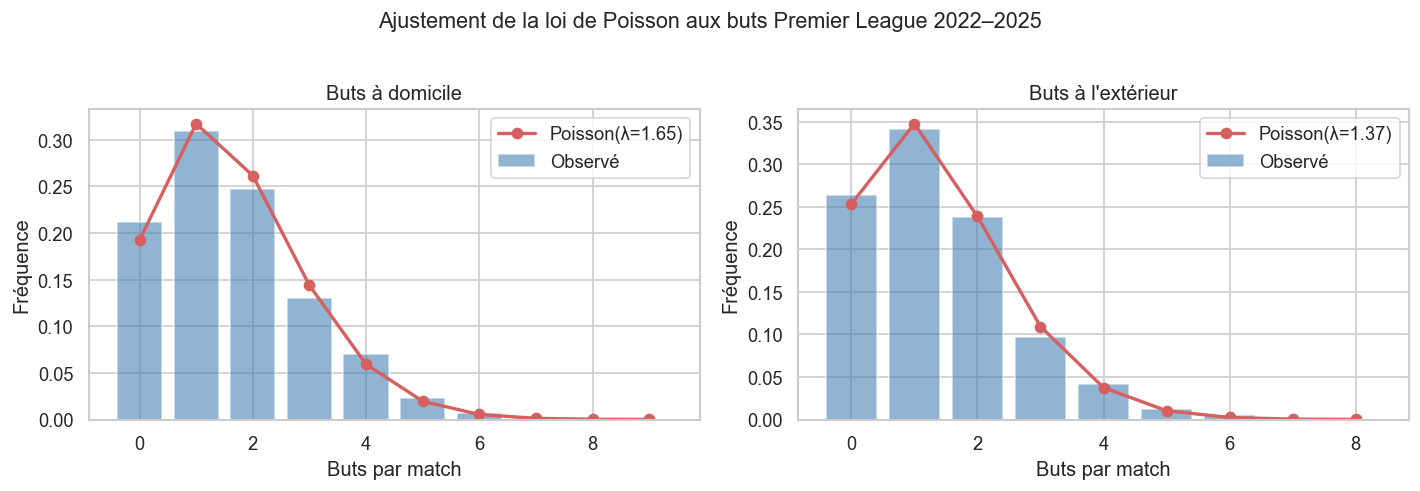 Ajustement de la loi de Poisson aux buts Premier League 2022–2025
Buts à domicile
Poisson(λ=1.65)
Observé
Fréquence
0.30
0.25
0.20
0.15
0.10
0.05
0.00
0 2 4 6 8
Buts par match
Buts à l'extérieur
Poisson(λ=1.37)
Observé
Fréquence
0.35
0.30
0.25
0.20
0.15
0.10
0.05
0.00
0 2 4 6 8
Buts par match